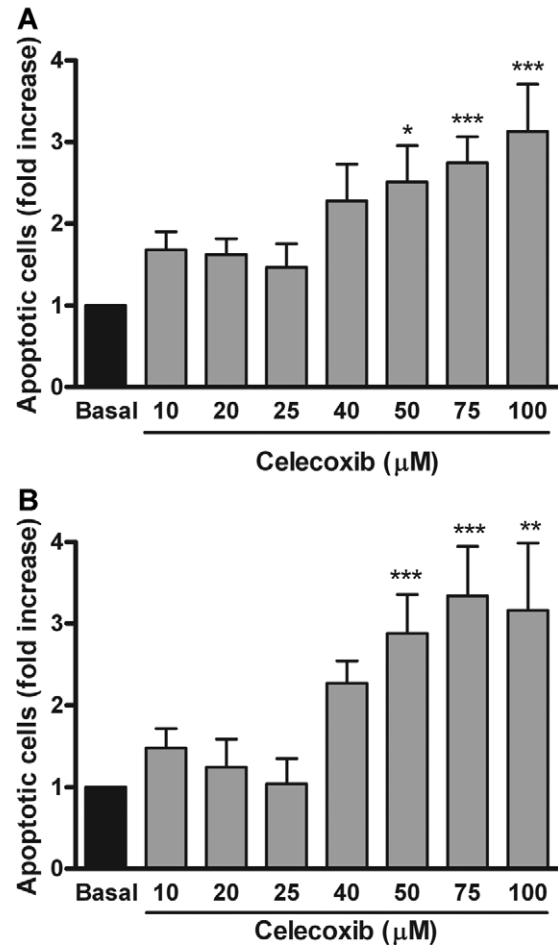 A
Apoptotic cells (fold increase)
4
3
2
1
0
* *** ***
Basal 10 20 25 40 50 75 100
Celecoxib (μM)
B
Apoptotic cells (fold increase)
4
3
2
1
0
*** *** **
Basal 10 20 25 40 50 75 100
Celecoxib (μM)